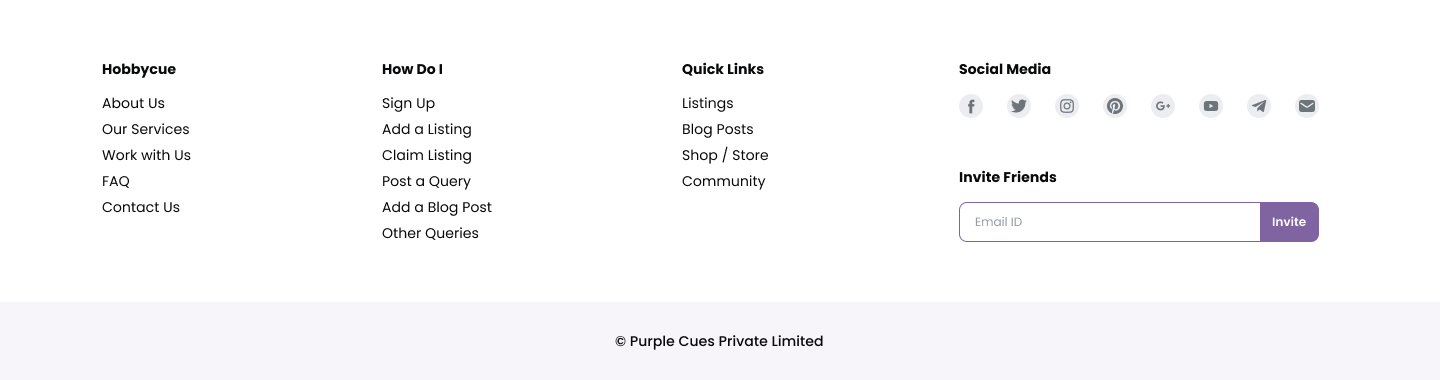 Hobbycue
About Us
Our Services
Work with Us
FAQ
Contact Us
How Do I
Sign Up
Add a Listing
Claim Listing
Post a Query
Add a Blog Post
Other Queries
Quick Links
Listings
Blog Posts
Shop / Store
Community
Social Media
Invite Friends
Email ID
Invite
© Purple Cues Private Limited